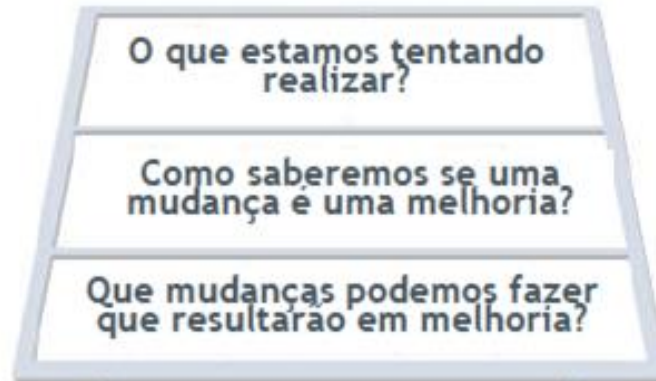 O que estamos tentando
realizar?
Como saberemos se uma
mudança é uma melhoria?
Que mudanças podemos fazer
que resultarão em melhoria?